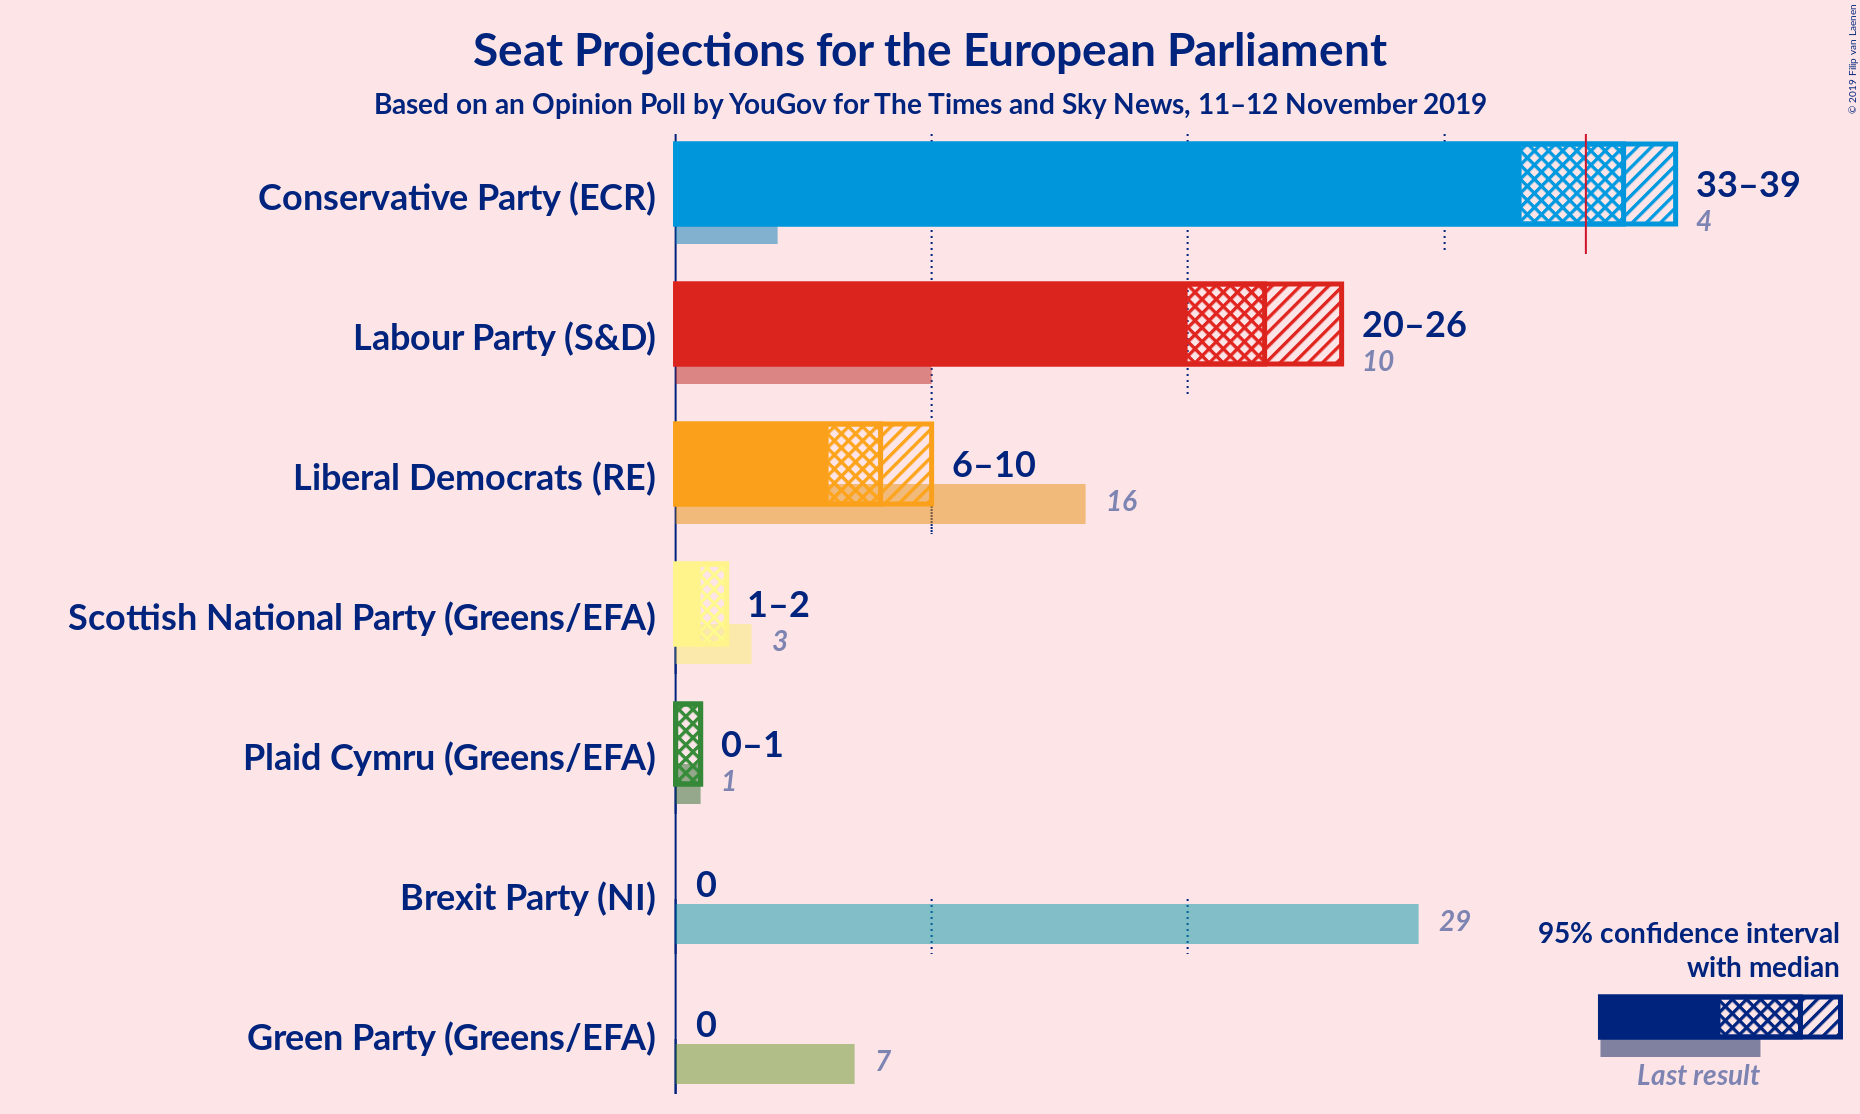 Seat Projections for the European Parliament
Based on an Opinion Poll by YouGov for The Times and Sky News, 11–12 November 2019
© 2019 Filip van Laenen
Conservative Party (ECR)
33–39
4
Labour Party (S&D)
20–26
10
Liberal Democrats (RE)
6–10
16
Scottish National Party (Greens/EFA)
1–2
3
Plaid Cymru (Greens/EFA)
0–1
1
Brexit Party (NI)
0
29
Green Party (Greens/EFA)
0
7
95% confidence interval
with median
Last result